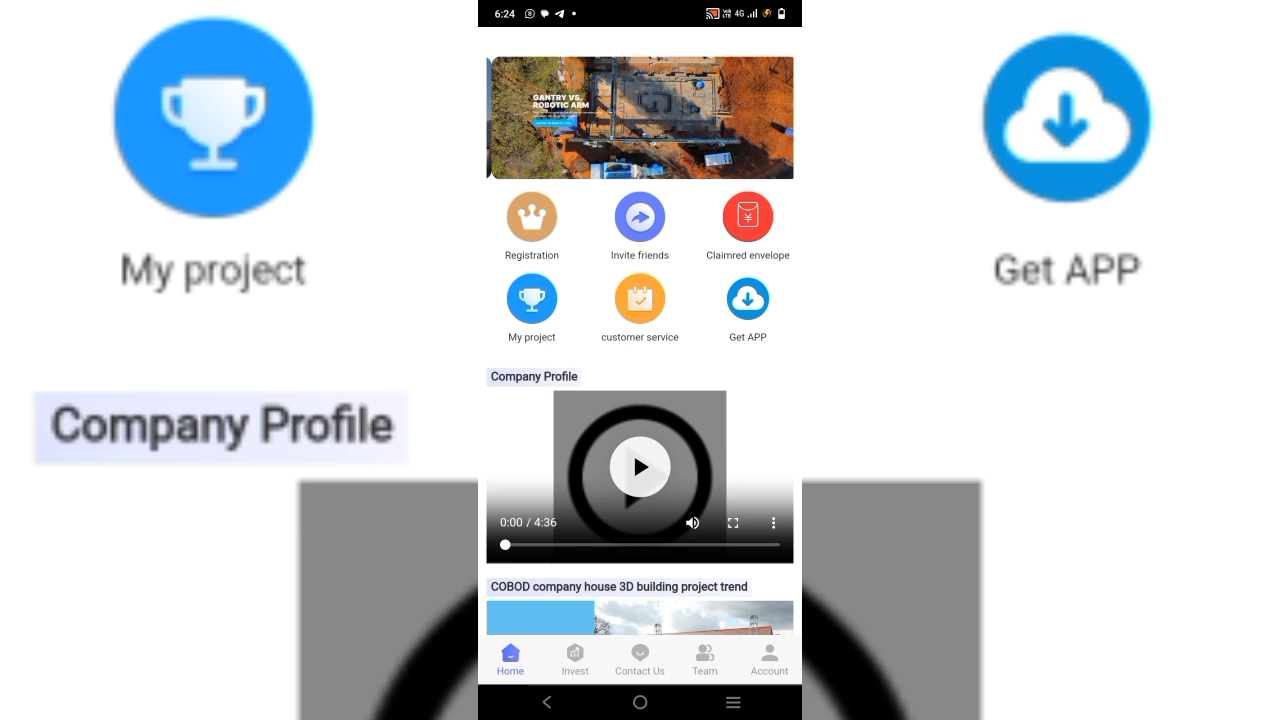 6:24
4G
GANTRY VS.
ROBOTIC ARM
Registration
Invite friends
Claimred envelope
My project
customer service
Get APP
Company Profile
0:00 / 4:36
COBOD company house 3D building project trend
Home
Invest
Contact Us
Team
Account
My project
Company Profile
Get APP